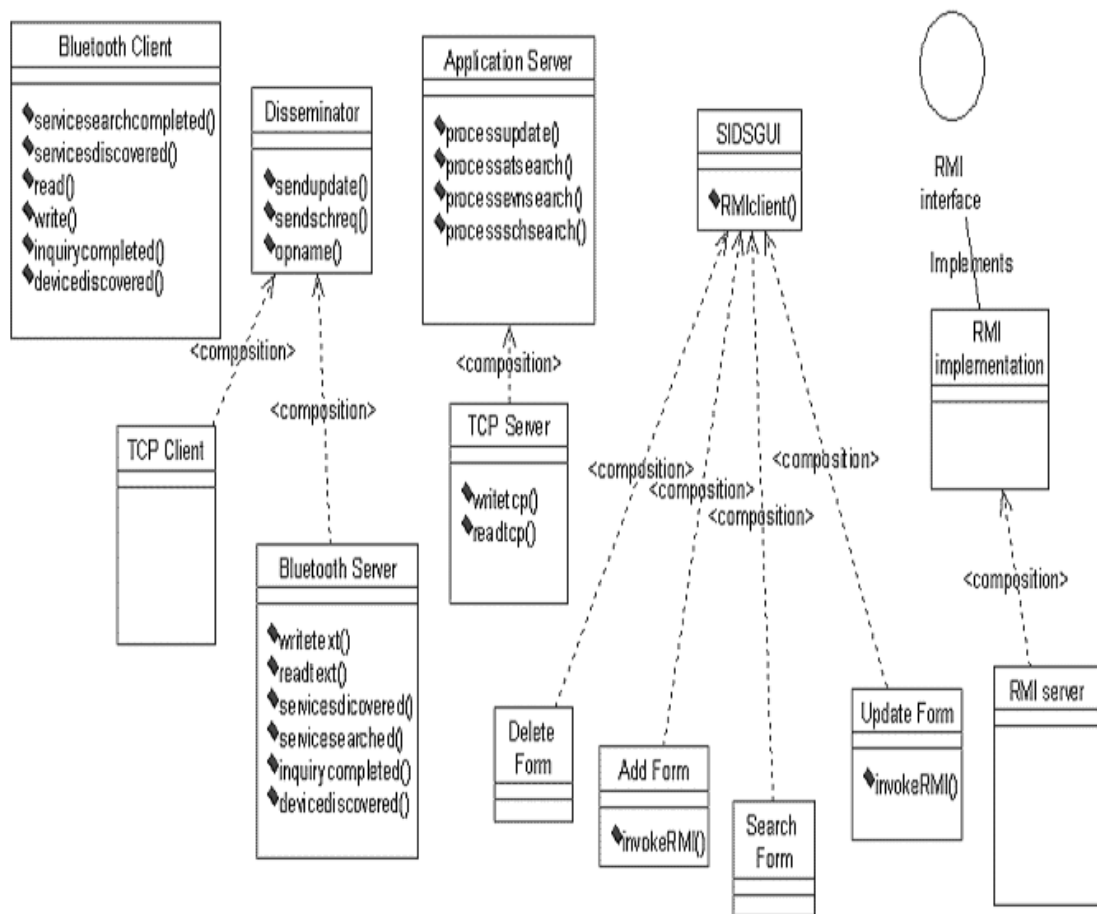 Bluetooth Client
servicesearchcompleted()
servicesdiscovered()
read()
write()
inquirycompleted()
devicediscovered()
Disseminator
sendupdate()
sendschreq()
opname()
Application Server
processupdate()
processatsearch()
processevnsearch()
processschsearch()
SIDSGUI
RMIclient()
RMI
interface
Implements
RMI
implementation
<composition>
<composition>
<composition>
TCP Client
TCP Server
writetcp()
readtcp()
<composition>
<composition>
<composition>
<composition>
<composition>
Bluetooth Server
writetext()
readtext()
servicesdicovered()
servicesearched()
inquirycompleted()
devicediscovered()
Delete
Form
Add Form
invokeRMI()
Search
Form
Update Form
invokeRMI()
RMI server